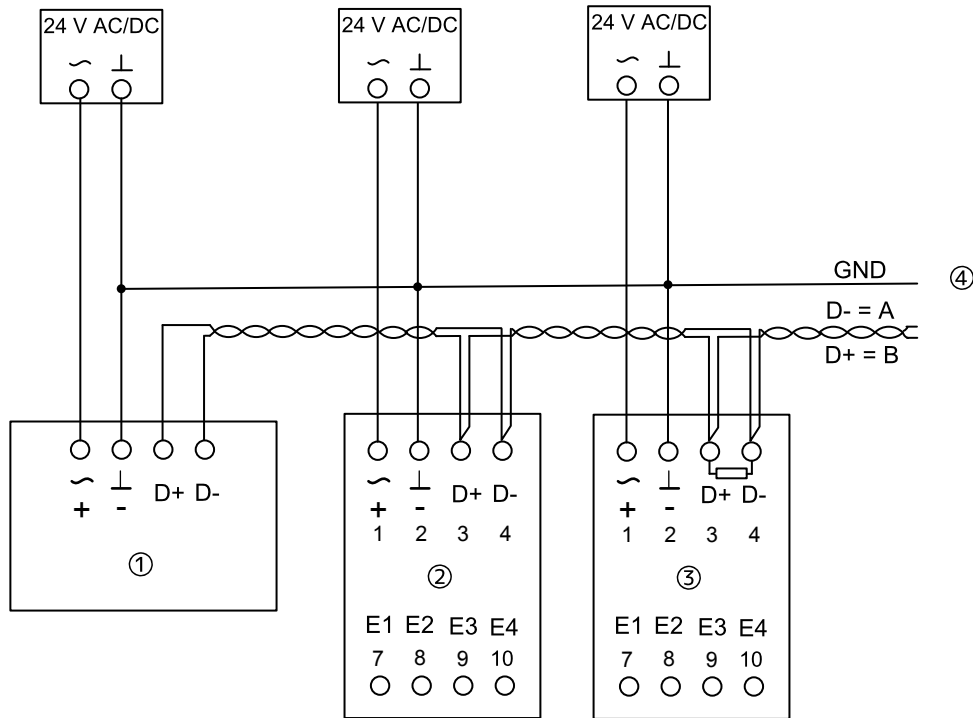 24 V AC/DC 24 V AC/DC 24 V AC/DC
~ ⊥ ~ ⊥ ~ ⊥
GND ④
D- = A
D+ = B
~ ⊥ D+ D- ~ ⊥ D+ D- ~ ⊥ D+ D-
+ - + - + -
1 2 3 4 1 2 3 4
① ② ③
E1 E2 E3 E4 E1 E2 E3 E4
7 8 9 10 7 8 9 10